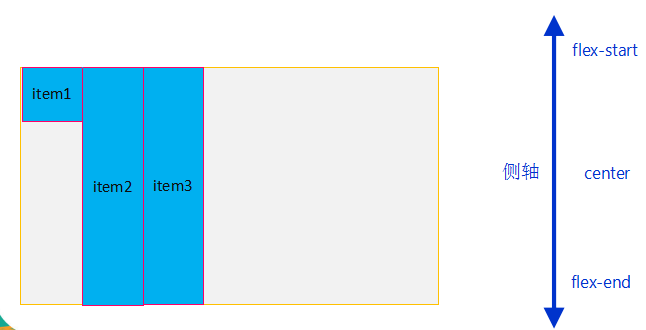 item1
item2
item3
flex-start
侧轴
center
flex-end